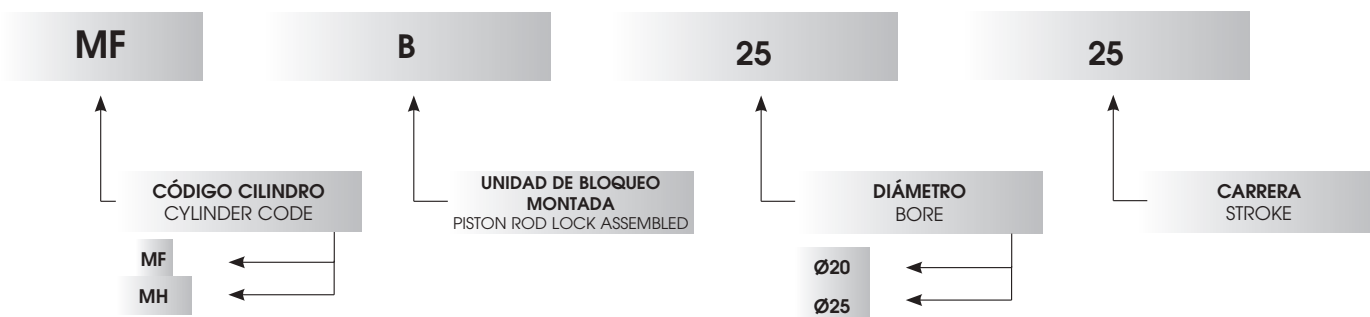 MF
B
25
25
CÓDIGO CILINDRO
CYLINDER CODE
UNIDAD DE BLOQUEO
MONTADA
PISTON ROD LOCK ASSEMBLED
DIÁMETRO
BORE
CARRERA
STROKE
MF
MH
Ø20
Ø25